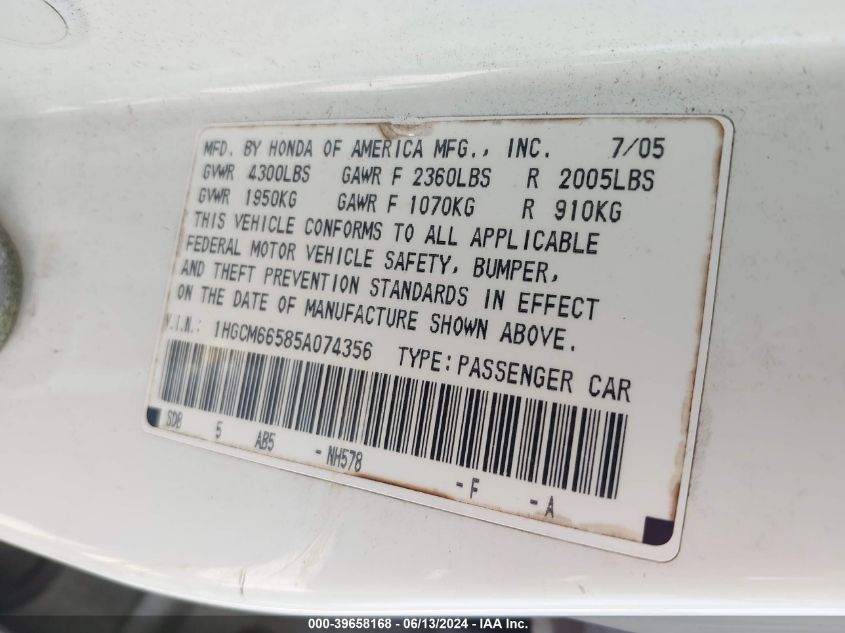 MFD. BY HONDA OF AMERICA MFG., INC. 7/05
GVWR 4300LBS GAWR F 2360LBS R 2005LBS
GVWR 1950KG GAWR F 1070KG R 910KG
THIS VEHICLE CONFORMS TO ALL APPLICABLE
FEDERAL MOTOR VEHICLE SAFETY, BUMPER,
AND THEFT PREVENTION STANDARDS IN EFFECT
ON THE DATE OF MANUFACTURE SHOWN ABOVE.
V.I.N.: 1HGCM66585A074356 TYPE:PASSENGER CAR
SDB 5 AB5 -NH578 -F -A
000-39658168 - 06/13/2024 - IAA Inc.